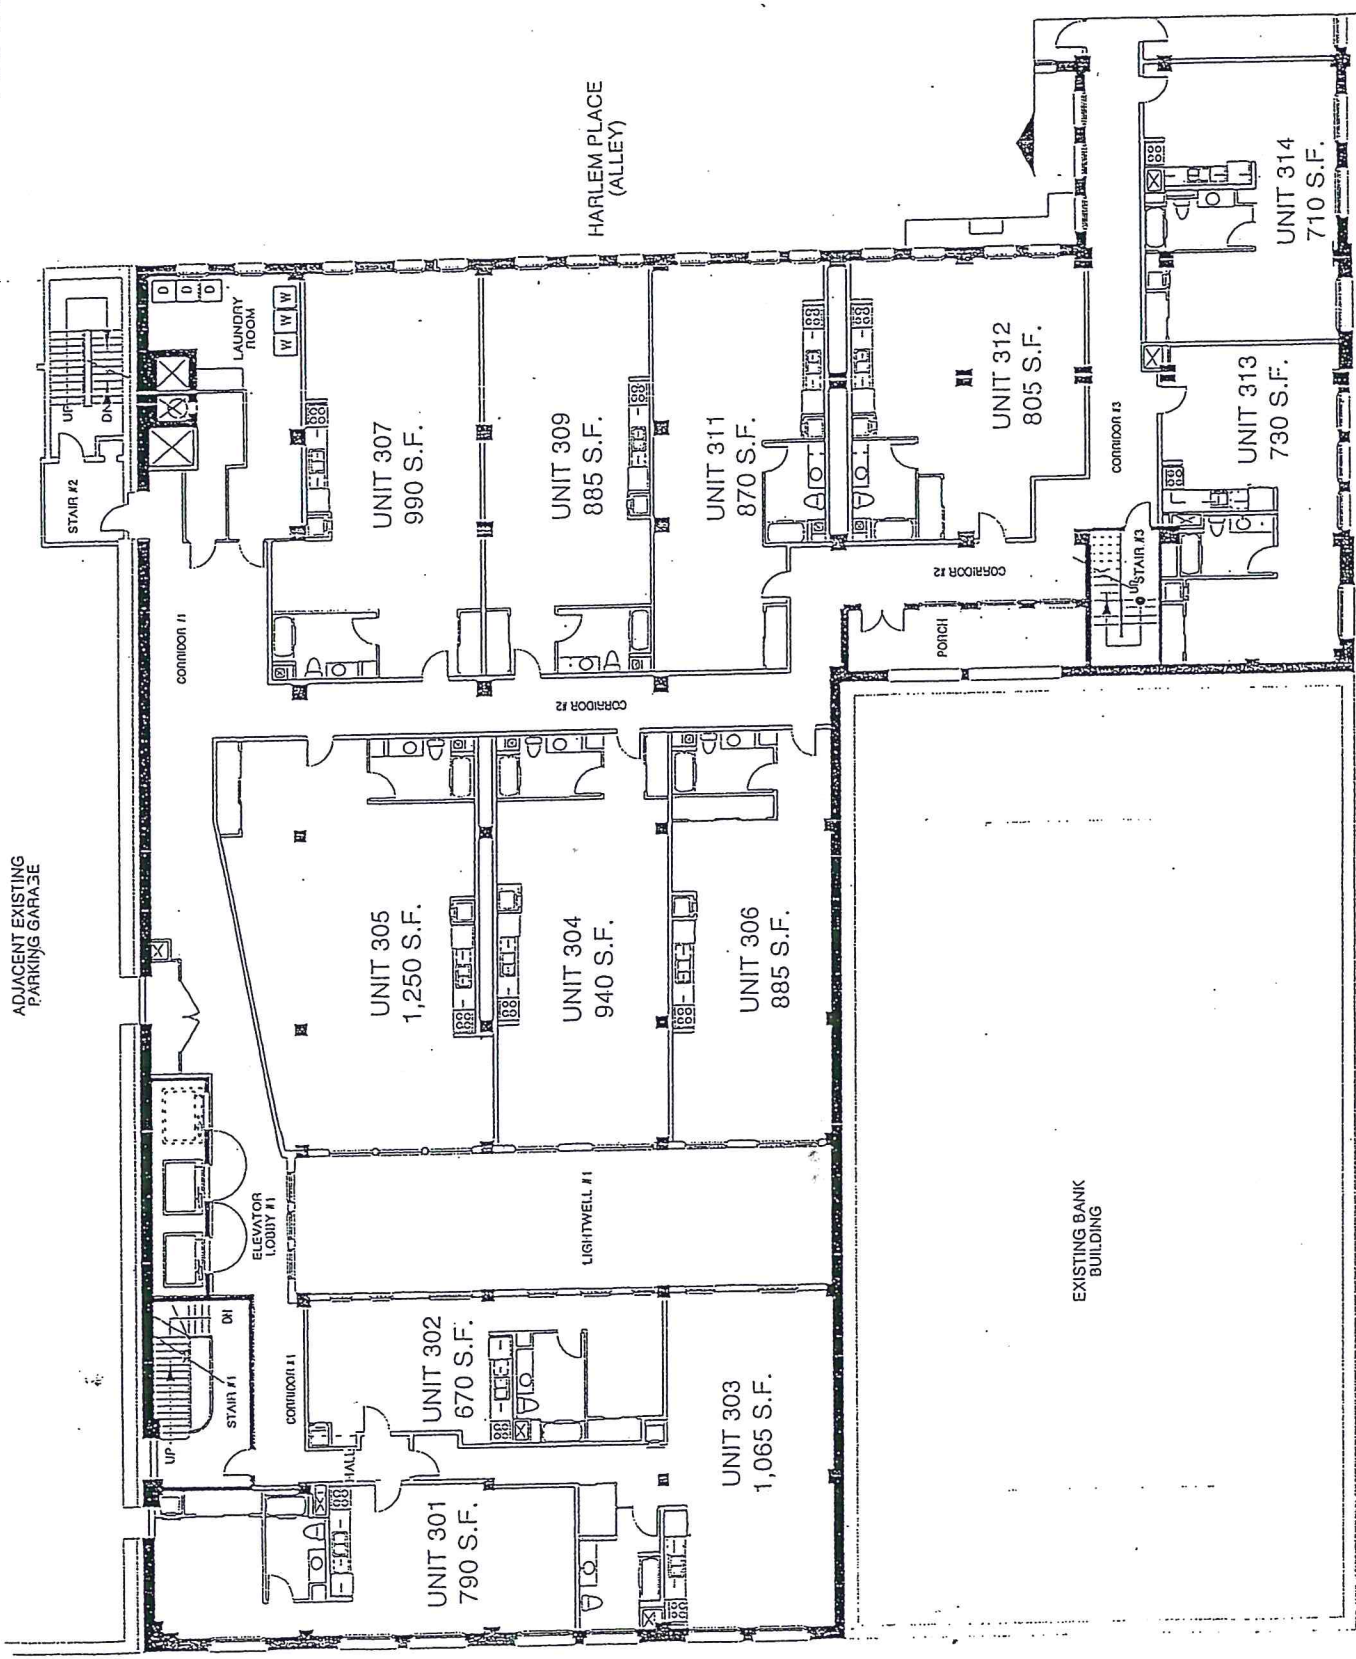 ADJACENT EXISTING
PARKING GARAGE
HARLEM PLACE
(ALLEY)
STAIR #2
UP
DN
D
D
D
LAUNDRY
ROOM
W
W
W
CORRIDOR #1
UNIT 307
990 S.F.
UNIT 309
885 S.F.
UNIT 311
870 S.F.
UNIT 312
805 S.F.
UNIT 314
710 S.F.
UNIT 313
730 S.F.
CORRIDOR #3
STAIR #3
UP
CORRIDOR #2
PORCH
CORRIDOR #2
UNIT 305
1,250 S.F.
UNIT 304
940 S.F.
UNIT 306
885 S.F.
ELEVATOR
LOBBY #1
LIGHTWELL #1
EXISTING BANK
BUILDING
STAIR #1
UP
DN
CORRIDOR #1
HALL
UNIT 302
670 S.F.
UNIT 303
1,065 S.F.
UNIT 301
790 S.F.